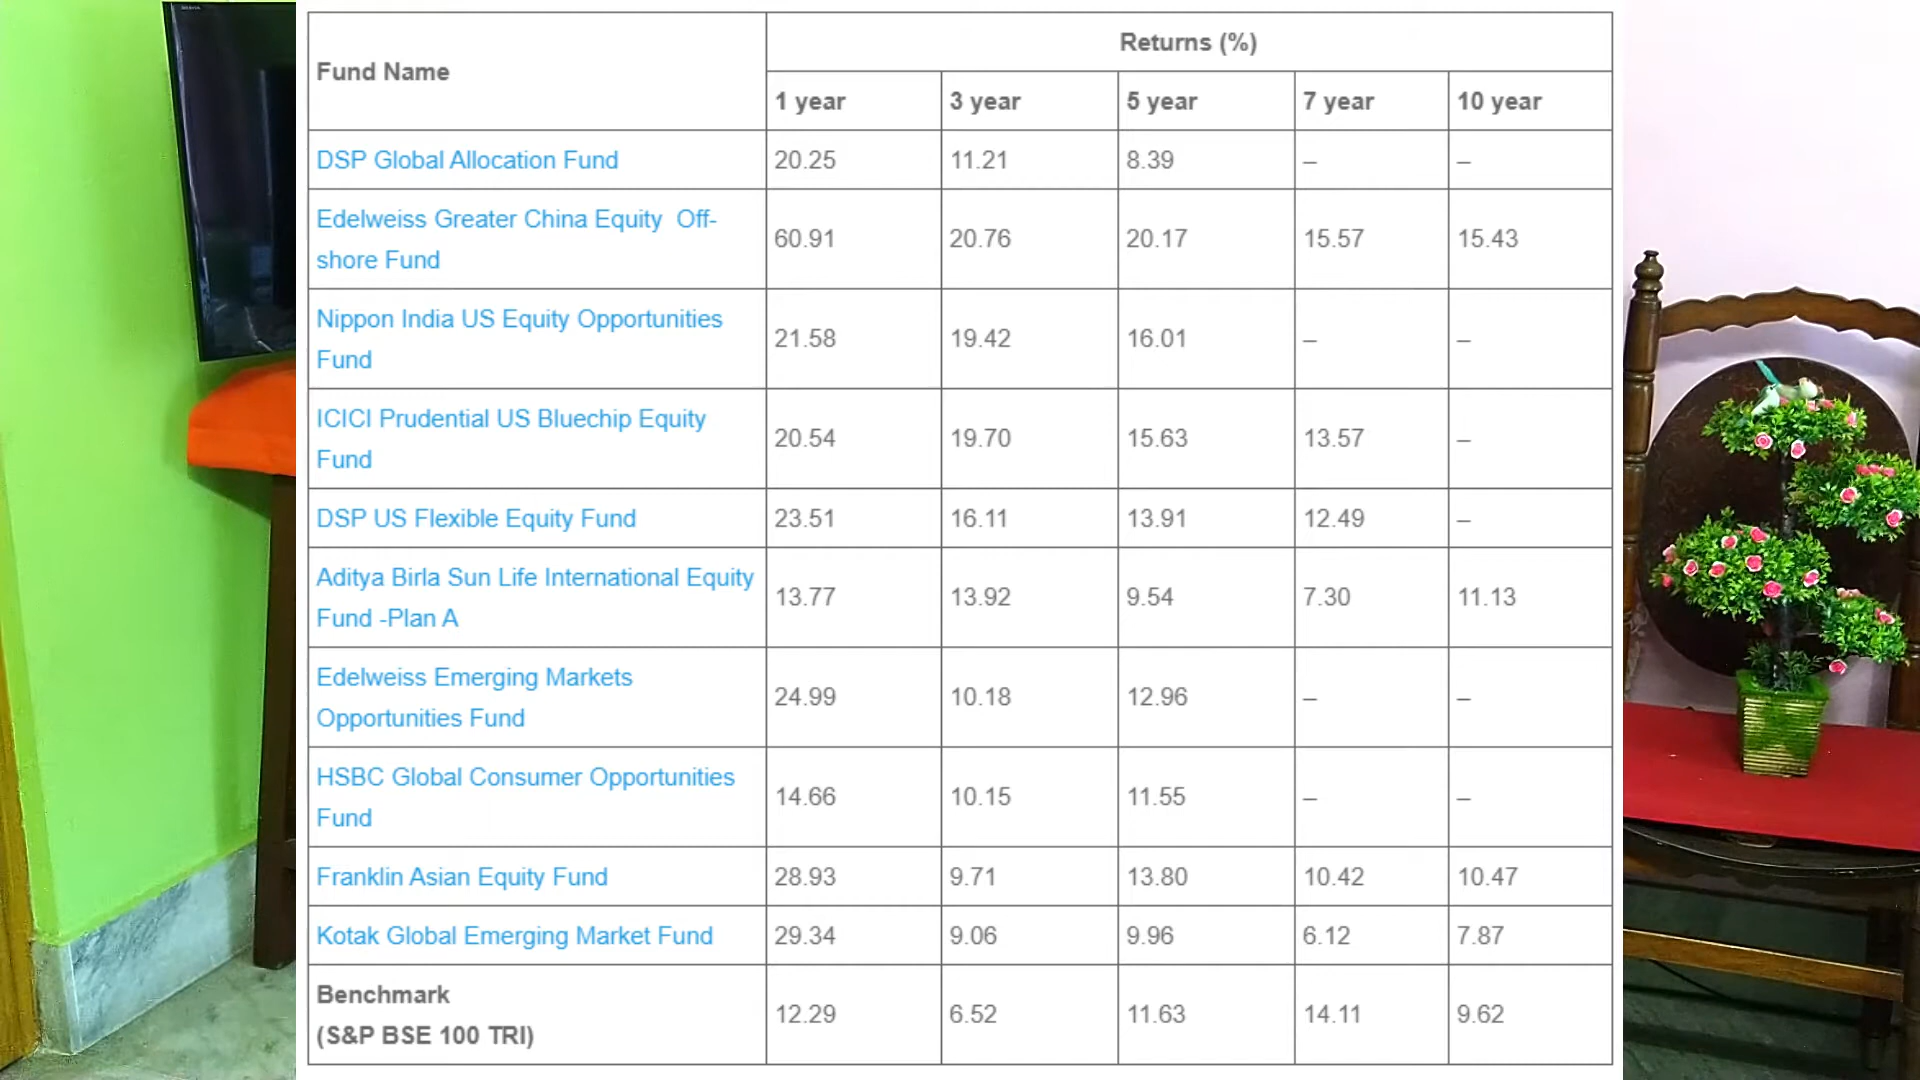 Fund Name
Returns (%)
1 year 3 year 5 year 7 year 10 year
DSP Global Allocation Fund 20.25 11.21 8.39 – –
Edelweiss Greater China Equity Off-
shore Fund 60.91 20.76 20.17 15.57 15.43
Nippon India US Equity Opportunities
Fund 21.58 19.42 16.01 – –
ICICI Prudential US Bluechip Equity
Fund 20.54 19.70 15.63 13.57 –
DSP US Flexible Equity Fund 23.51 16.11 13.91 12.49 –
Aditya Birla Sun Life International Equity
Fund -Plan A 13.77 13.92 9.54 7.30 11.13
Edelweiss Emerging Markets
Opportunities Fund 24.99 10.18 12.96 – –
HSBC Global Consumer Opportunities
Fund 14.66 10.15 11.55 – –
Franklin Asian Equity Fund 28.93 9.71 13.80 10.42 10.47
Kotak Global Emerging Market Fund 29.34 9.06 9.96 6.12 7.87
Benchmark
(S&P BSE 100 TRI) 12.29 6.52 11.63 14.11 9.62